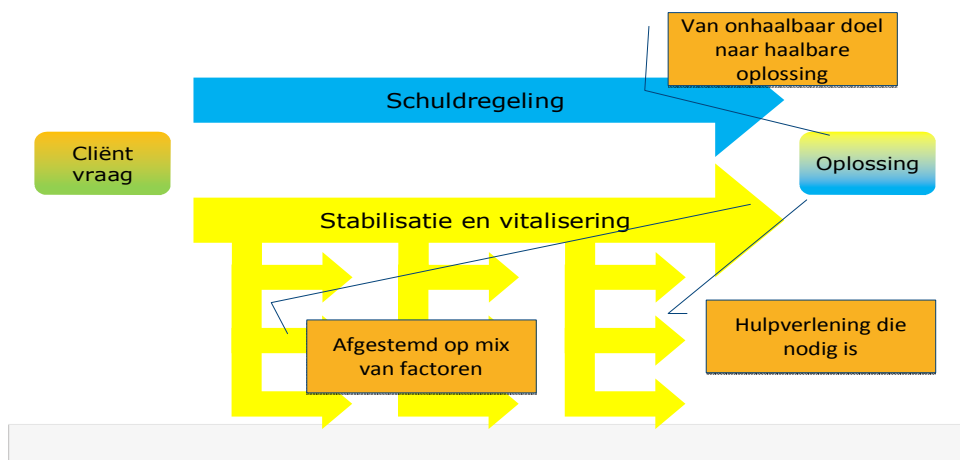 Van onhaalbaar doel
naar haalbare
oplossing
Schuldregeling
Cliënt
vraag
Oplossing
Stabilisatie en vitalisering
Afgestemd op mix
van factoren
Hulpverlening die
nodig is